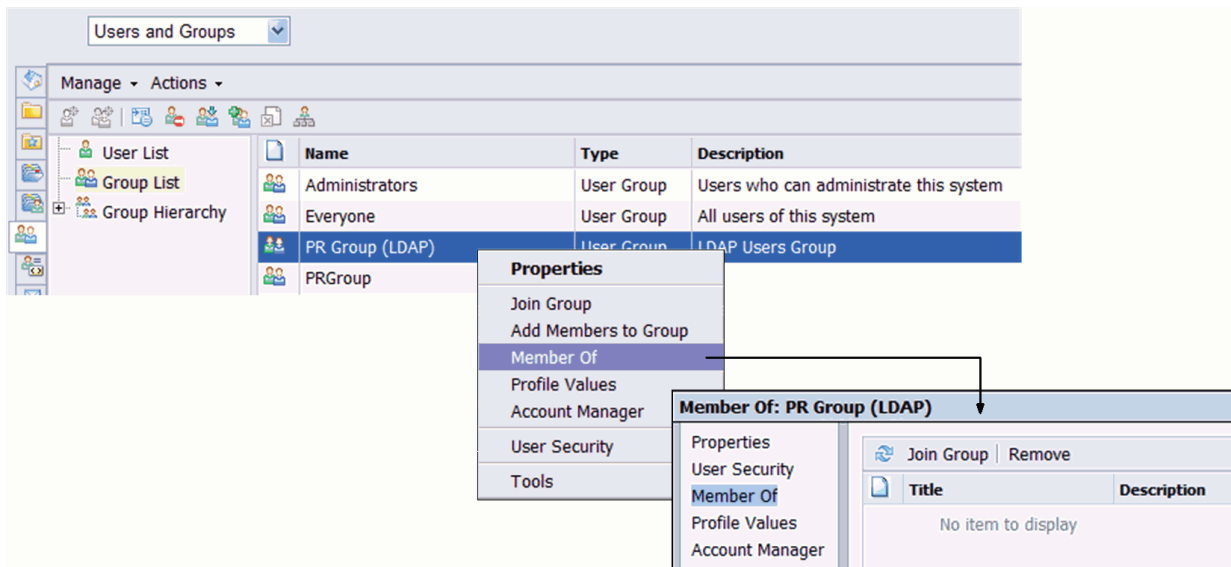 Users and Groups
Manage Actions
User List
Group List
Group Hierarchy
Name Type Description
Administrators User Group Users who can administrate this system
Everyone User Group All users of this system
PR Group (LDAP) User Group LDAP Users Group
PRGroup
Properties
Join Group
Add Members to Group
Member Of
Profile Values
Account Manager
User Security
Tools
Member Of: PR Group (LDAP)
Properties
User Security
Member Of
Profile Values
Account Manager
Join Group Remove
Title Description
No item to display